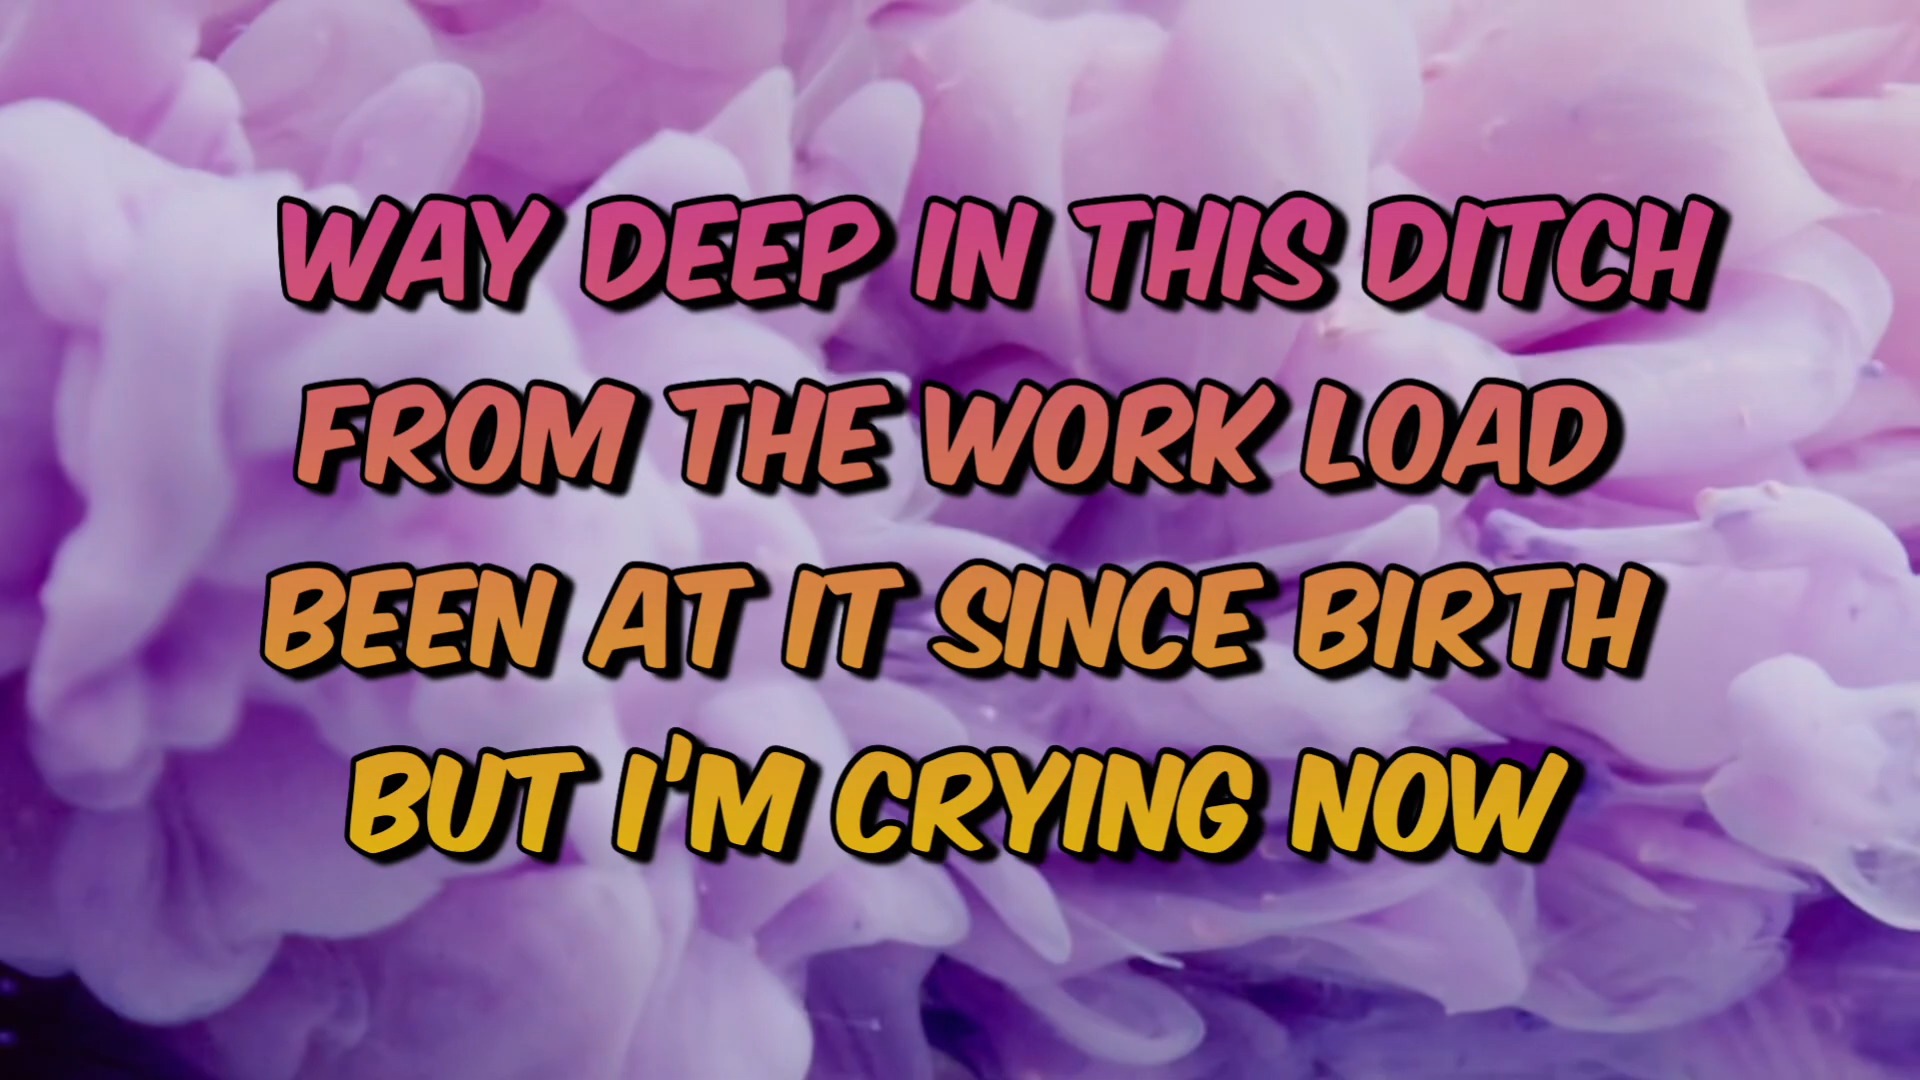 WAY DEEP IN THIS DITCH
FROM THE WORK LOAD
BEEN AT IT SINCE BIRTH
BUT I'M CRYING NOW